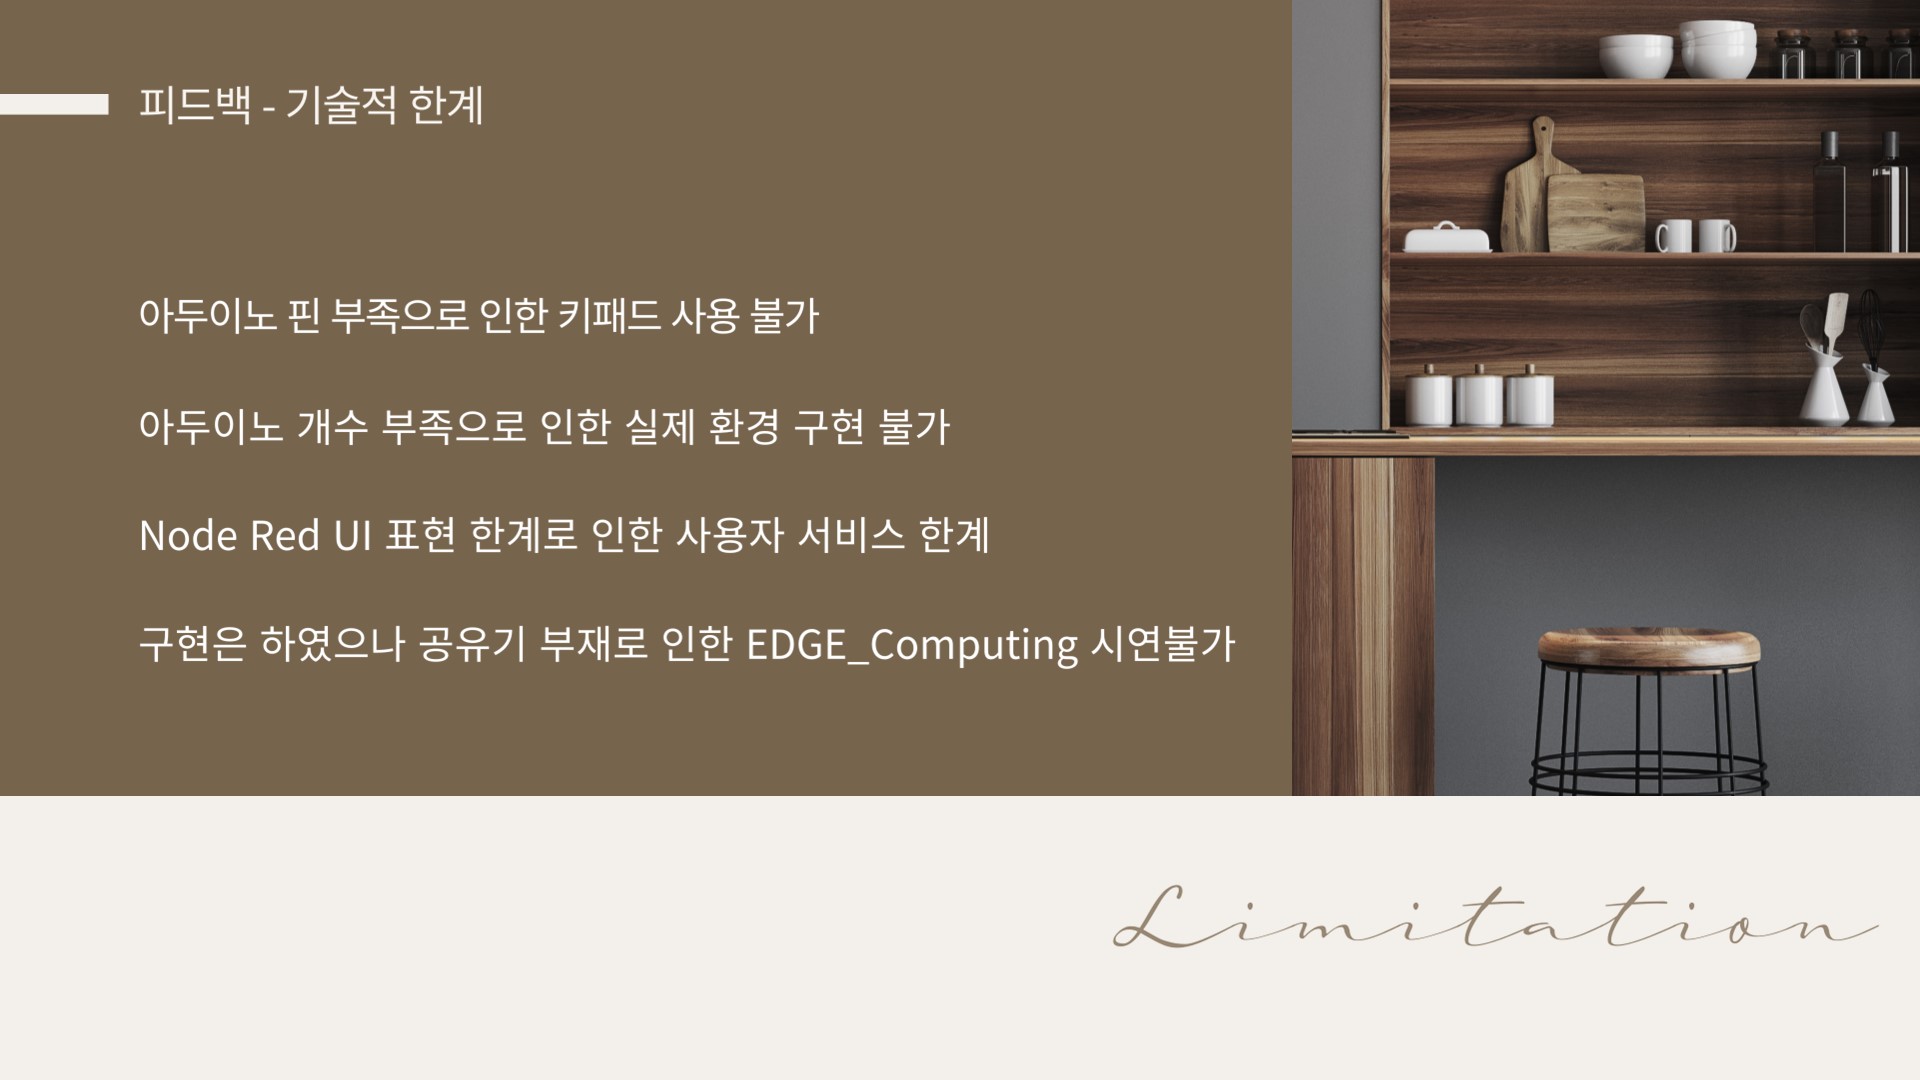 피드백 - 기술적 한계
아두이노 핀 부족으로 인한 키패드 사용 불가
아두이노 개수 부족으로 인한 실제 환경 구현 불가
Node Red UI 표현 한계로 인한 사용자 서비스 한계
구현은 하였으나 공유기 부재로 인한 EDGE_Computing 시연불가
Limitation